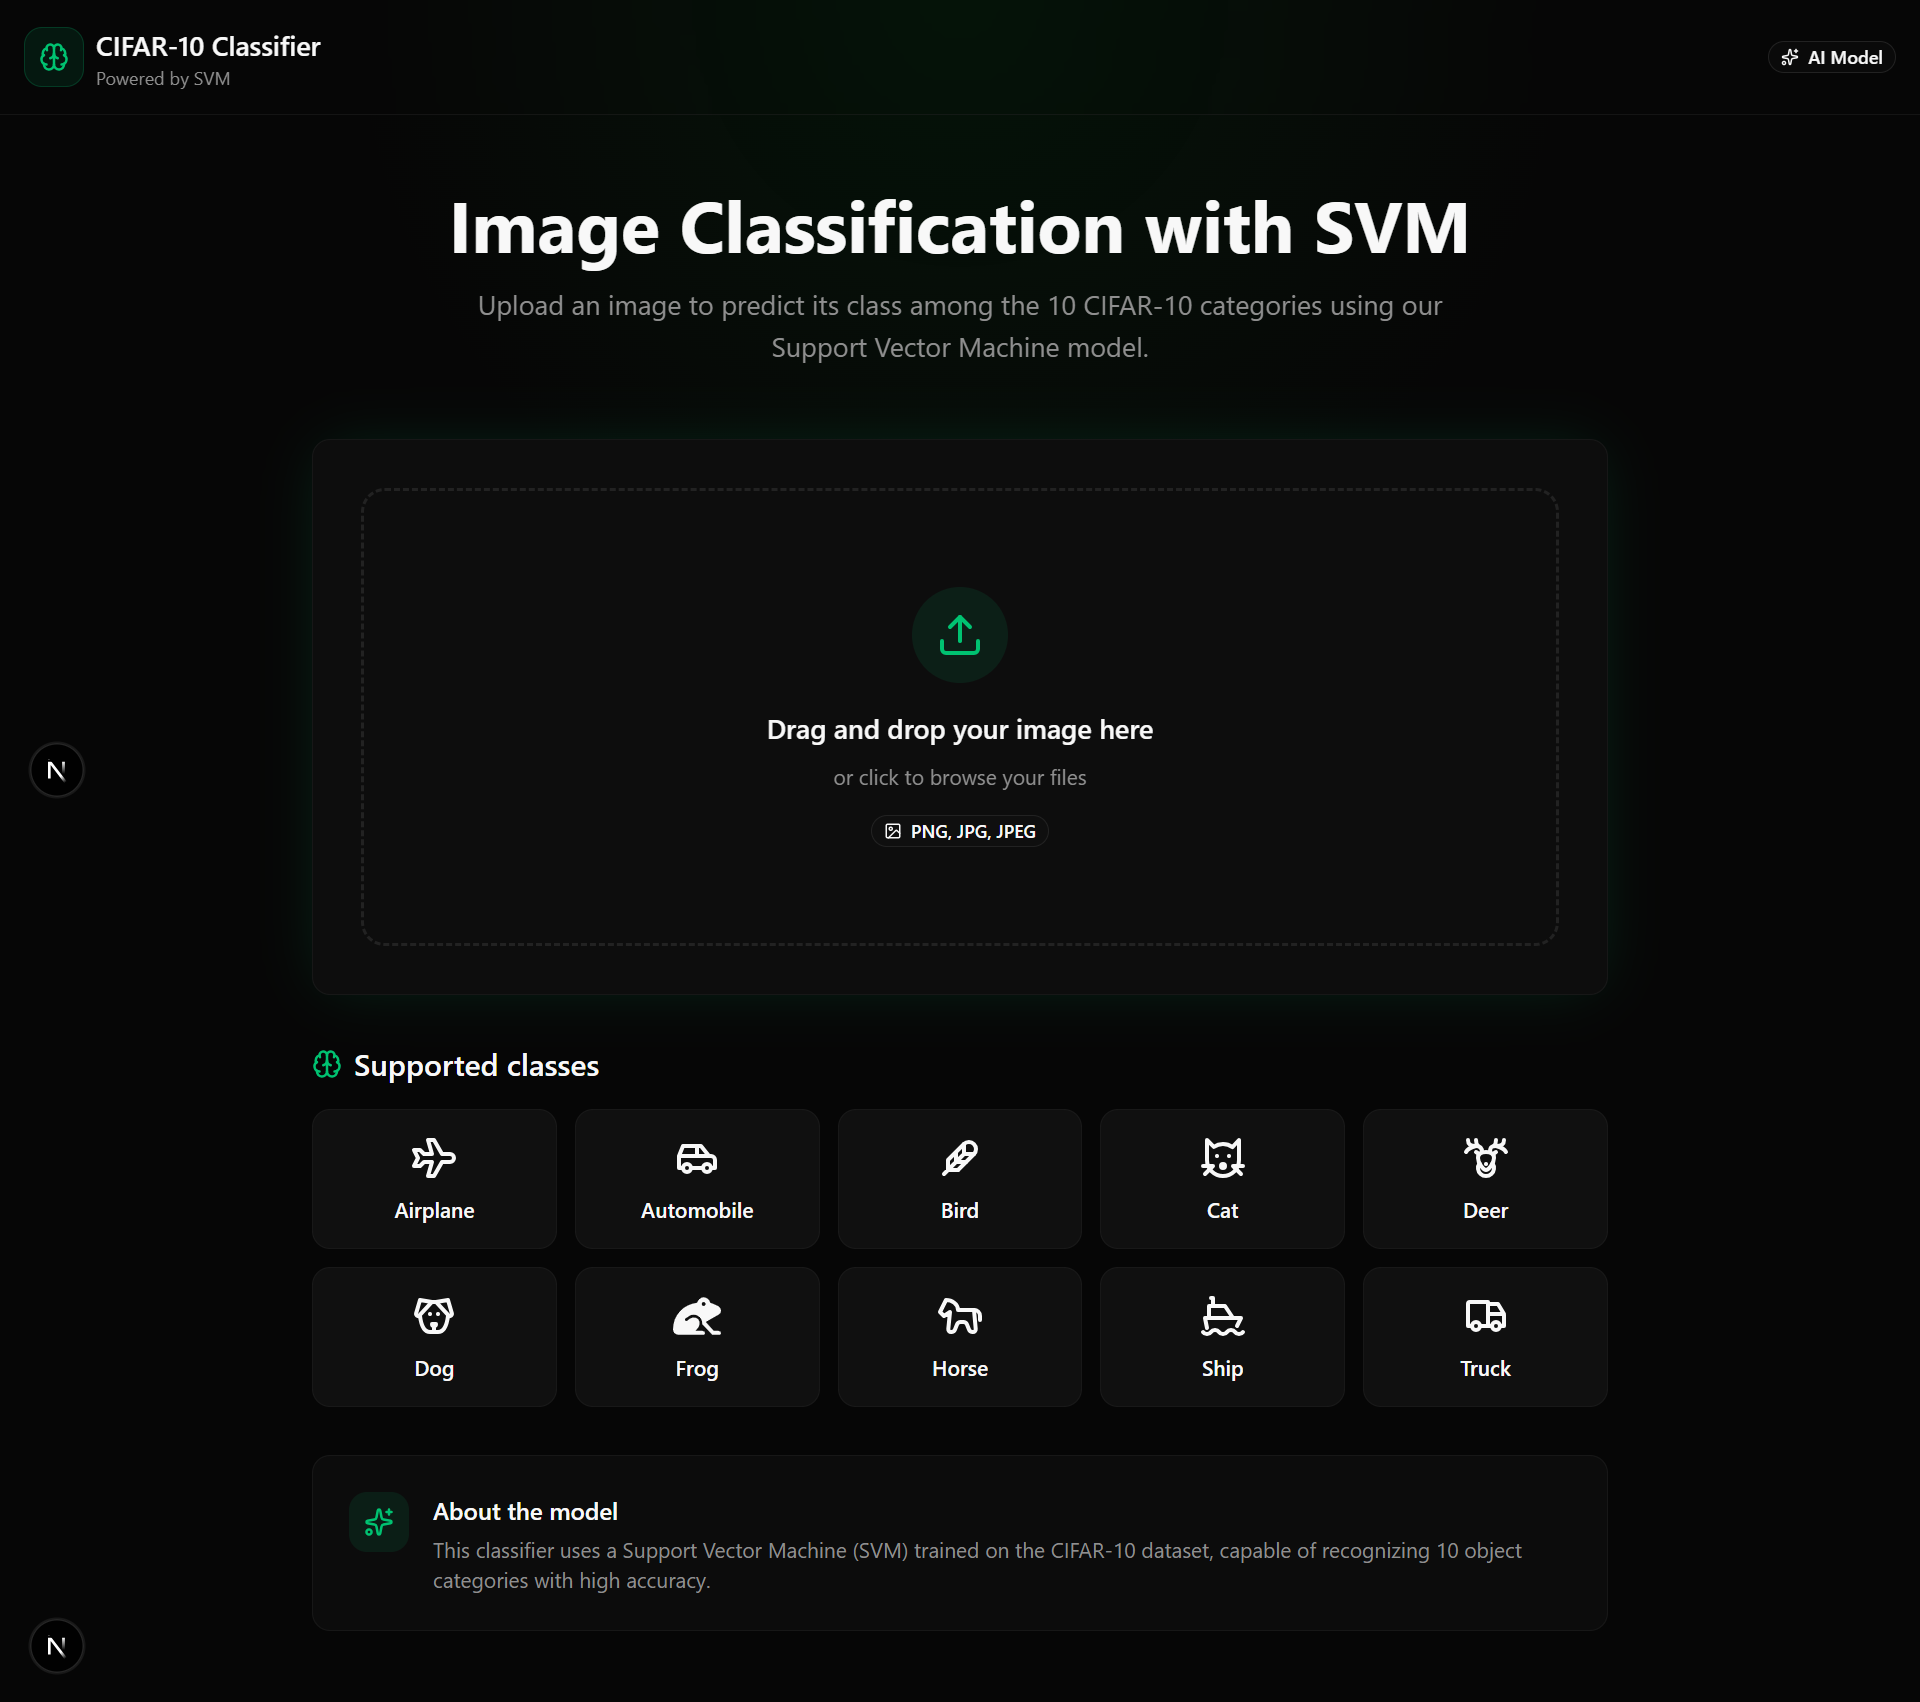 CIFAR-10 Classifier
Powered by SVM
AI Model
Image Classification with SVM
Upload an image to predict its class among the 10 CIFAR-10 categories using our
Support Vector Machine model.
Drag and drop your image here
or click to browse your files
PNG, JPG, JPEG
N
Supported classes
Airplane
Automobile
Bird
Cat
Deer
Dog
Frog
Horse
Ship
Truck
About the model
This classifier uses a Support Vector Machine (SVM) trained on the CIFAR-10 dataset, capable of recognizing 10 object
categories with high accuracy.
N